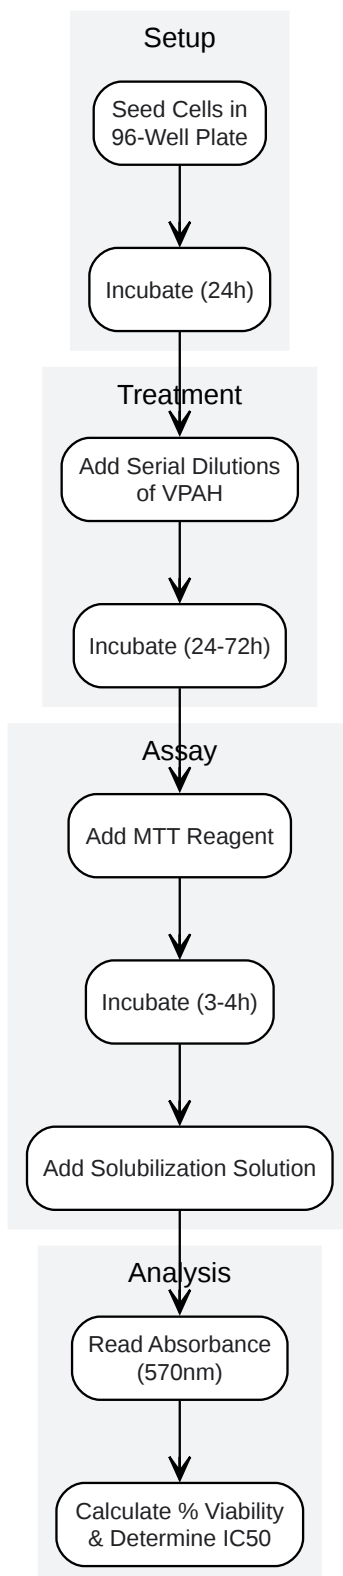 Setup
Seed Cells in
96-Well Plate
Incubate (24h)
Treatment
Add Serial Dilutions
of VPAH
Incubate (24-72h)
Assay
Add MTT Reagent
Incubate (3-4h)
Add Solubilization Solution
Analysis
Read Absorbance
(570nm)
Calculate % Viability
& Determine IC50